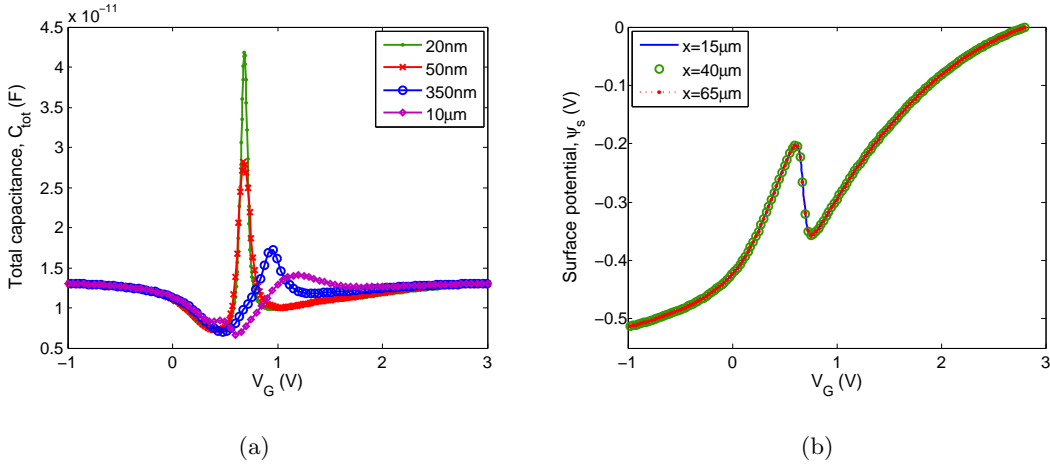 x 10⁻¹¹
4.5
4
3.5
3
2.5
2
1.5
1
0.5
Total capacitance, C_tot (F)
20nm
50nm
350nm
10μm
−1 0 1 2 3
V_G (V)
(a)
0
−0.1
−0.2
−0.3
−0.4
−0.5
Surface potential, ψ_s (V)
x=15μm
x=40μm
x=65μm
−1 0 1 2 3
V_G (V)
(b)